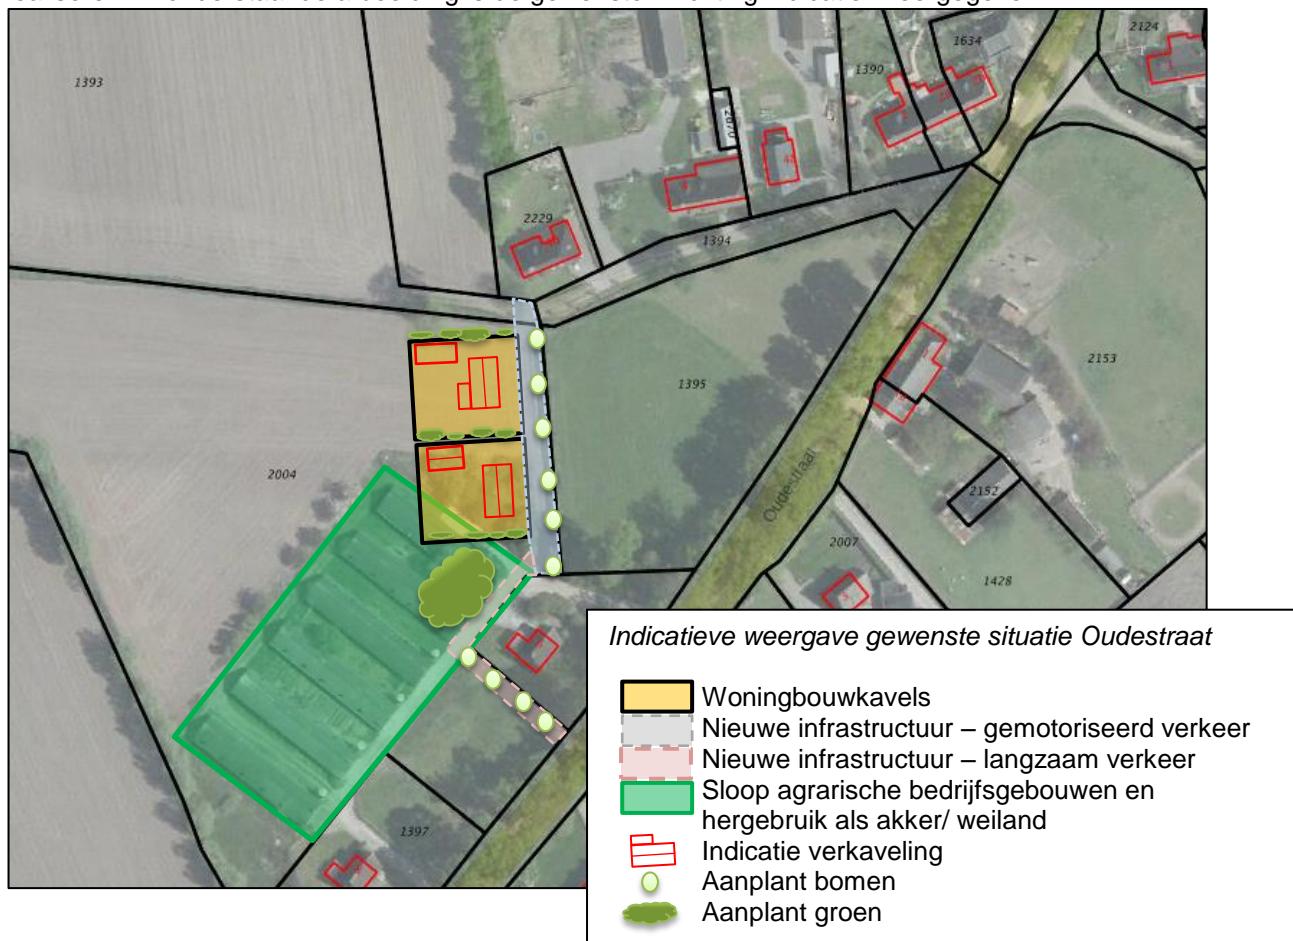 1393
2124
1634
1390
2670
2229
1394
1395
2153
2004
Oudestraat
2152
2007
1428
1397
Indicatieve weergave gewenste situatie Oudestraat
Woningbouwkavels
Nieuwe infrastructuur – gemotoriseerd verkeer
Nieuwe infrastructuur – langzaam verkeer
Sloop agrarische bedrijfsgebouwen en
hergebruik als akker/ weiland
Indicatie verkaveling
Aanplant bomen
Aanplant groen